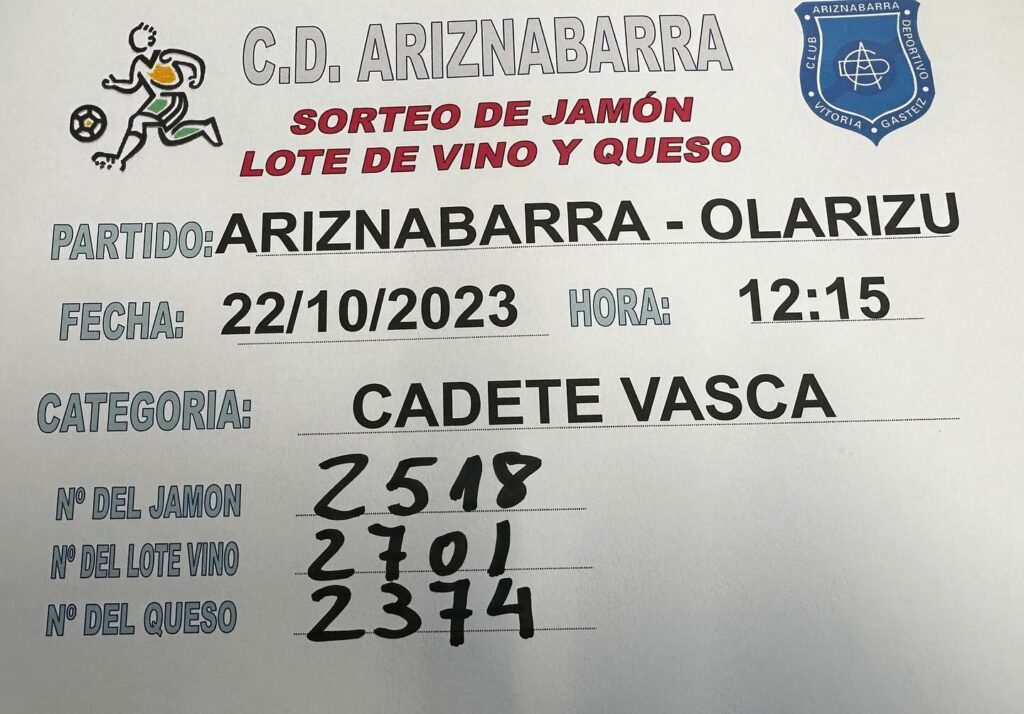 C.D. ARIZNABARRA
ARIZNABARRA
CLUB DEPORTIVO
VITORIA GASTEIZ
SORTEO DE JAMÓN
LOTE DE VINO Y QUESO
PARTIDO: ARIZNABARRA - OLARIZU
FECHA: 22/10/2023 HORA: 12:15
CATEGORIA: CADETE VASCA
Nº DEL JAMON 2518
Nº DEL LOTE VINO 2701
Nº DEL QUESO 2374